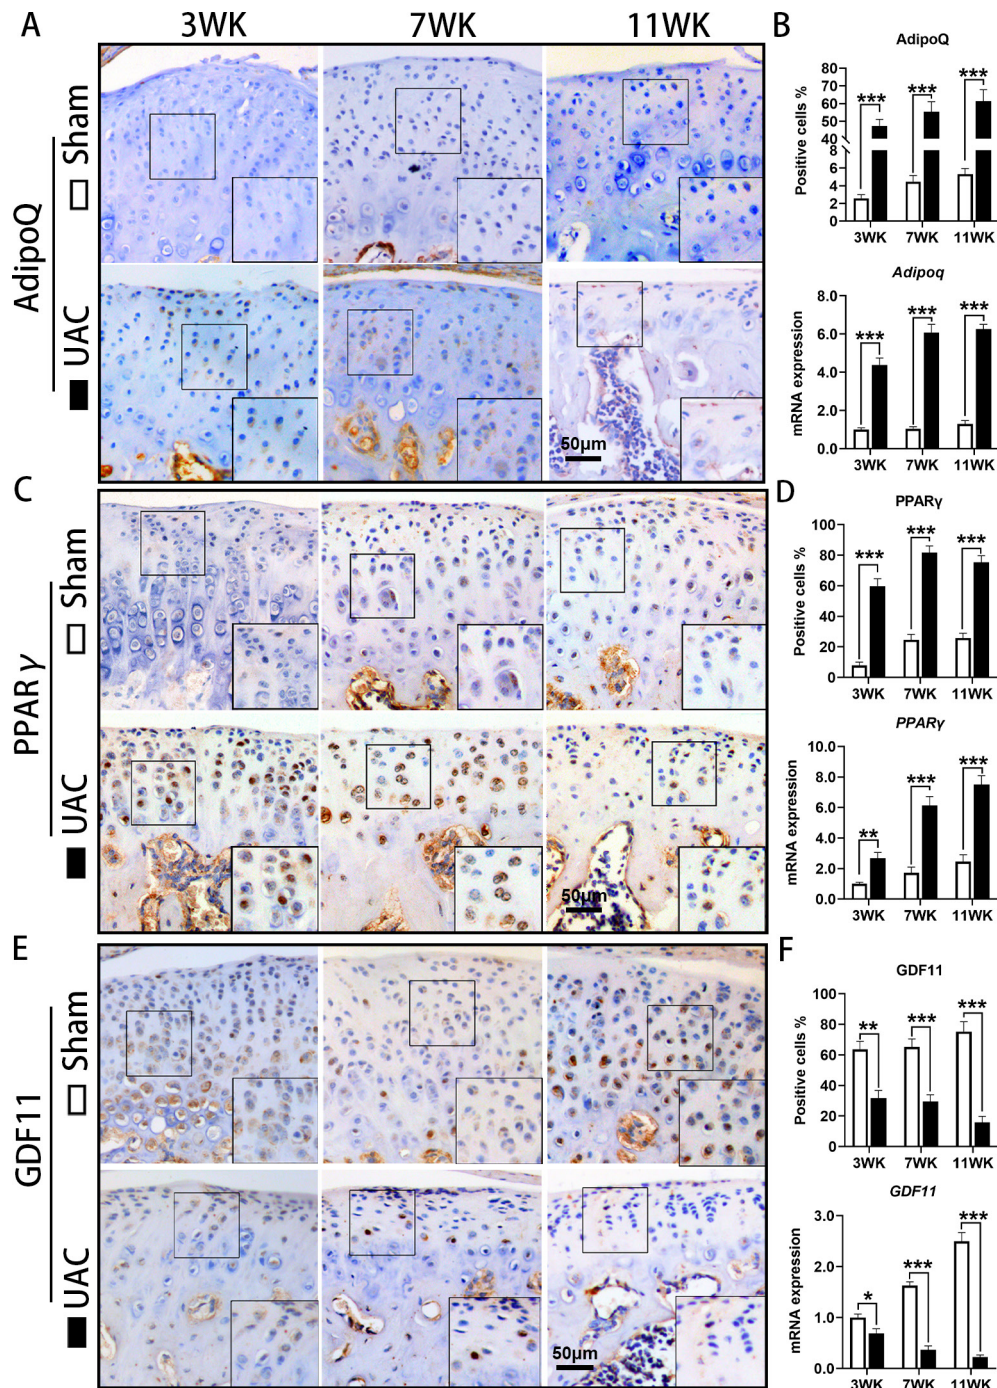 A
3WK
7WK
11WK
AdipoQ
Sham
UAC
50μm
B
AdipoQ
Positive cells %
80
70
60
50
40
8
6
4
2
0
***
***
***
3WK 7WK 11WK
Adipoq
mRNA expression
8.0
6.0
4.0
2.0
0.0
***
***
***
3WK 7WK 11WK
C
PPARγ
Sham
UAC
50μm
D
PPARγ
Positive cells %
100
80
60
40
20
0
***
***
***
3WK 7WK 11WK
PPARγ
mRNA expression
10.0
8.0
6.0
4.0
2.0
0.0
**
***
***
3WK 7WK 11WK
E
GDF11
Sham
UAC
50μm
F
GDF11
Positive cells %
100
80
60
40
20
0
**
***
***
3WK 7WK 11WK
GDF11
mRNA expression
3.0
2.0
1.0
0.0
*
***
***
3WK 7WK 11WK